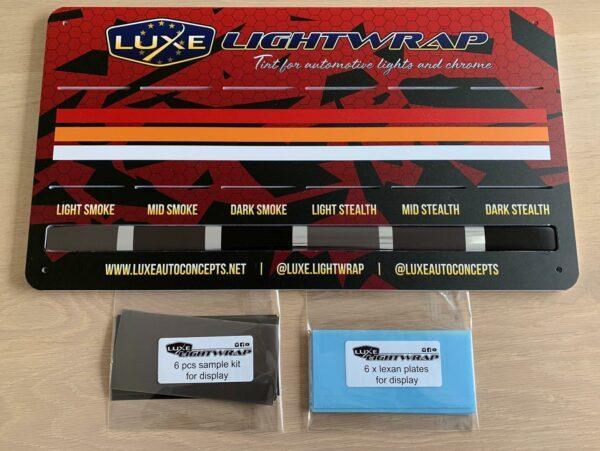 LUXE LIGHTWRAP
Tint for automotive lights and chrome
LIGHT SMOKE MID SMOKE DARK SMOKE LIGHT STEALTH MID STEALTH DARK STEALTH
WWW.LUXEAUTOCONCEPTS.NET | @LUXE.LIGHTWRAP | @LUXEAUTOCONCEPTS
LUXE
LIGHTWRAP
6 pcs sample kit
for display
LUXE
LIGHTWRAP
6 x lexan plates
for display